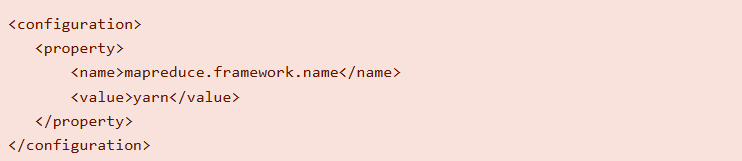 <configuration>
   <property>
       <name>mapreduce.framework.name</name>
       <value>yarn</value>
   </property>
</configuration>